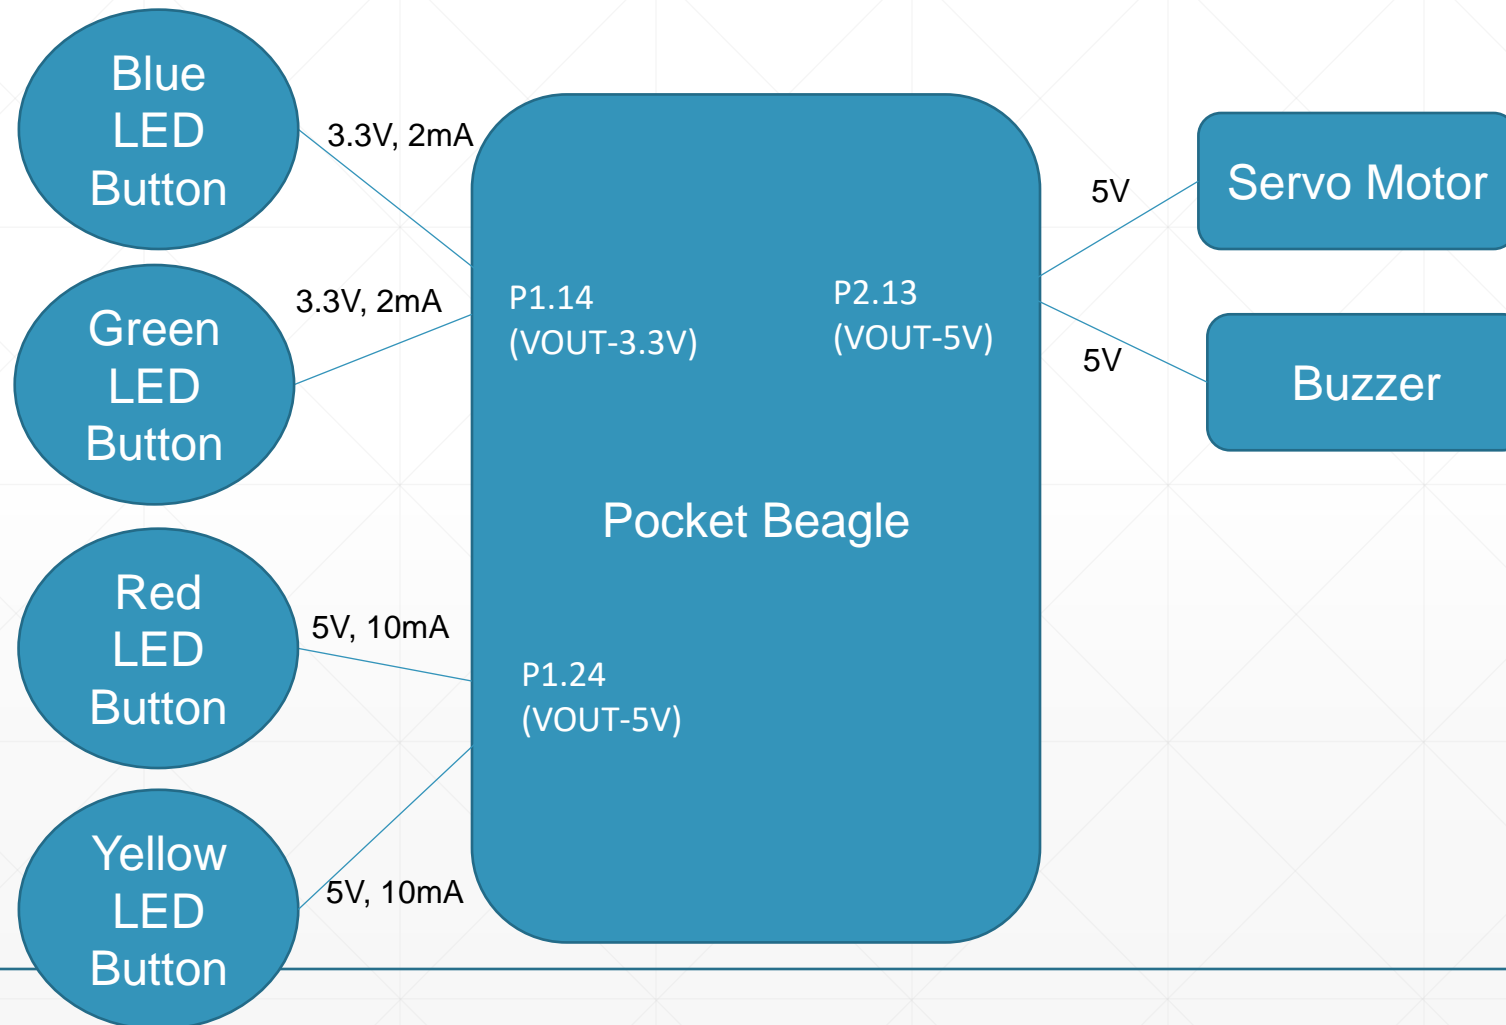 Blue
LED
Button
3.3V, 2mA
Green
LED
Button
3.3V, 2mA
Red
LED
Button
5V, 10mA
Yellow
LED
Button
5V, 10mA
P1.14
(VOUT-3.3V)
P2.13
(VOUT-5V)
Pocket Beagle
P1.24
(VOUT-5V)
5V
Servo Motor
5V
Buzzer